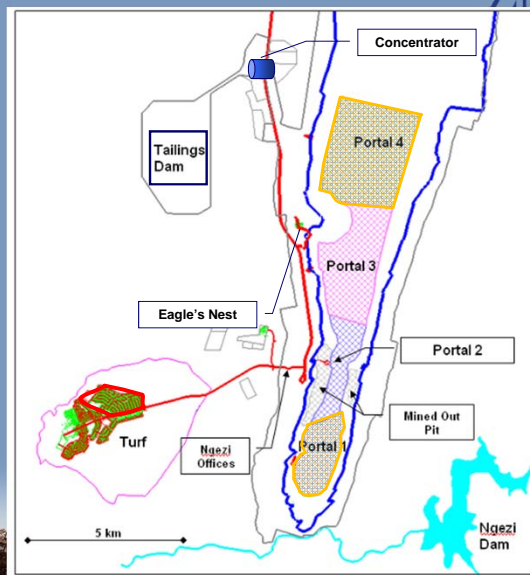 Concentrator
Portal 4
Tailings
Dam
Portal 3
Eagle's Nest
Portal 2
Mined Out
Pit
Turf
Ngezi
Offices
Portal 1
5 km
Ngezi
Dam